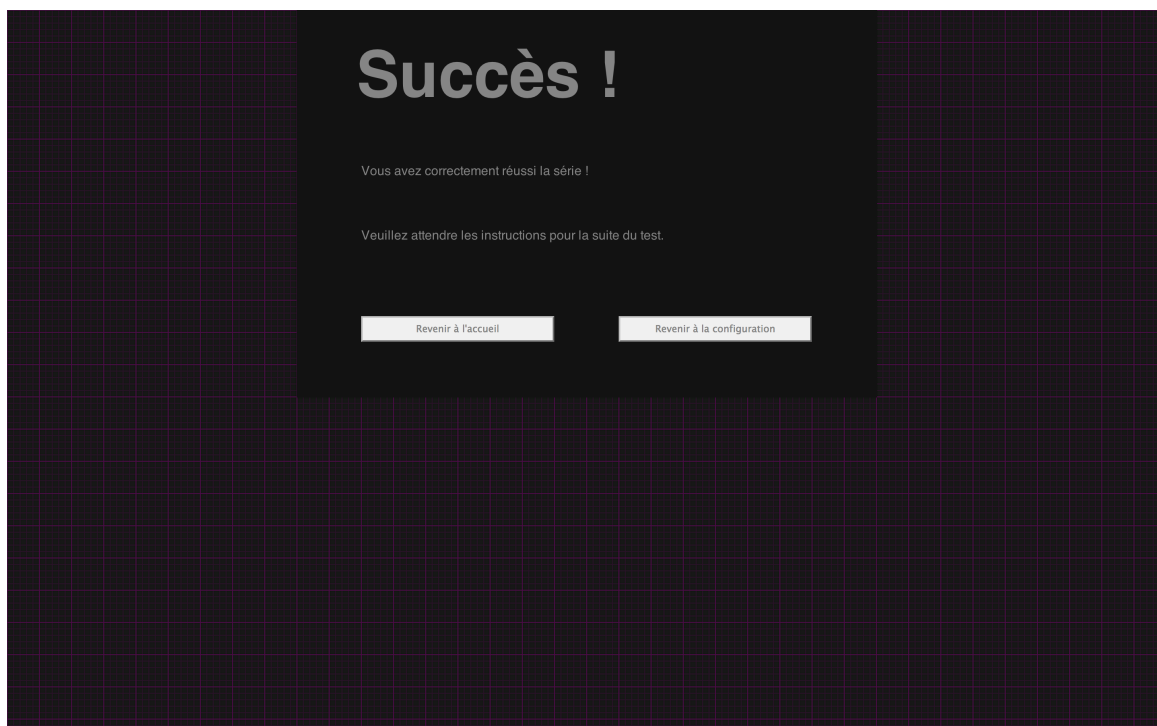 Succès !
Vous avez correctement réussi la série !
Veuillez attendre les instructions pour la suite du test.
Revenir à l'accueil
Revenir à la configuration